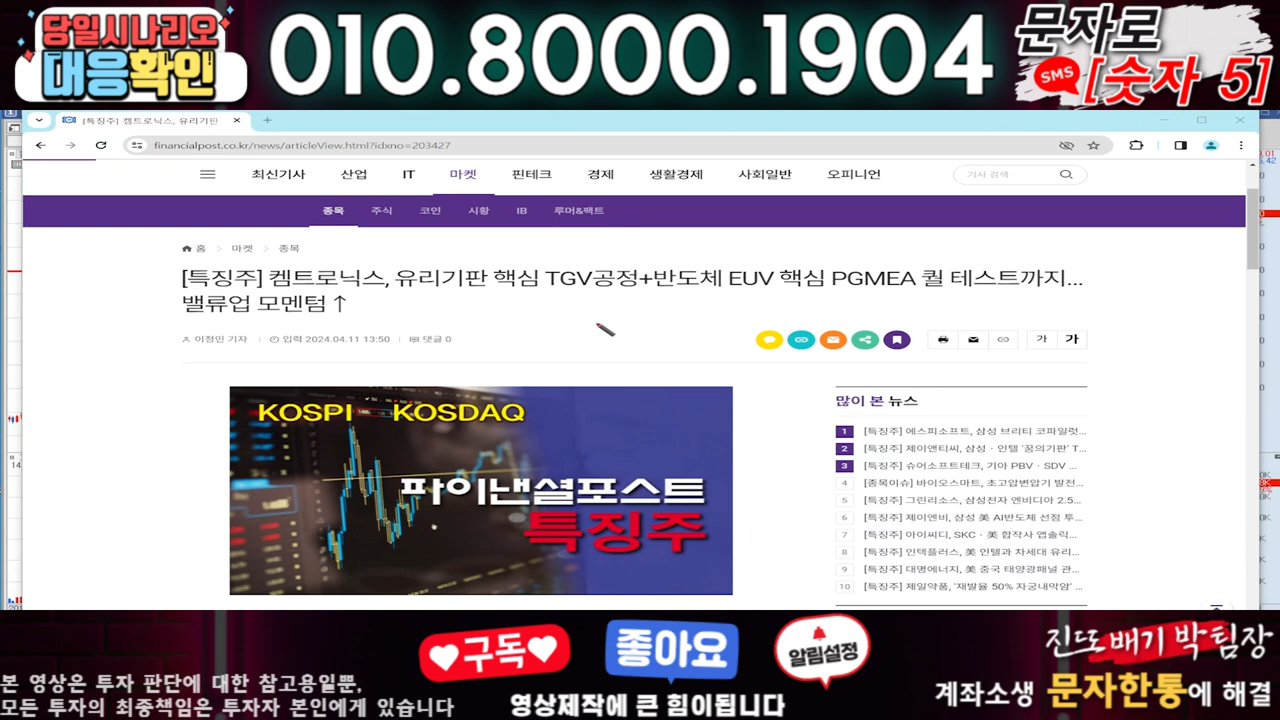 당일시나리오
대응확인
010.8000.1904
문자로
SMS [숫자 5]
[특징주] 켐트로닉스, 유리기판
financialpost.co.kr/news/articleView.html?idxno=203427
최신기사 산업 IT 마켓 핀테크 경제 생활경제 사회일반 오피니언 기사 검색
종목 주식 코인 시황 IB 루머&팩트
홈 > 마켓 > 종목
[특징주] 켐트로닉스, 유리기판 핵심 TGV공정+반도체 EUV 핵심 PGMEA 퀄 테스트까지...
밸류업 모멘텀↑
이정민 기자 입력 2024.04.11 13:50 댓글 0
가 가
KOSPI KOSDAQ
파이낸셜포스트
특징주
많이 본 뉴스
1 [특징주] 에스피소프트, 삼성 브리티 코파일럿...
2 [특징주] 제이앤티씨, 삼성·인텔 '꿈의기판' T...
3 [특징주] 슈어소프트테크, 기아 PBV·SDV ...
4 [종목이슈] 바이오스마트, 초고압변압기 발전...
5 [특징주] 그린리소스, 삼성전자 엔비디아 2.5...
6 [특징주] 제이엔비, 삼성 美 AI반도체 선점 투...
7 [특징주] 아이씨디, SKC·美 합작사 앱솔릭...
8 [특징주] 인텍플러스, 美 인텔과 차세대 유리...
9 [특징주] 대명에너지, 美 중국 태양광패널 관...
10 [특징주] 제일약품, '재발율 50% 자궁내막암' ...
본 영상은 투자 판단에 대한 참고용일뿐,
모든 투자의 최종책임은 투자자 본인에게 있습니다
구독
좋아요
알림설정
영상제작에 큰 힘이됩니다
진또배기 박팀장
계좌소생 문자한통에 해결